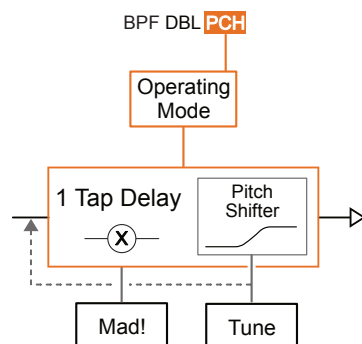 BPF DBL PCH
Operating
Mode
1 Tap Delay
Pitch
Shifter
X
Mad!
Tune